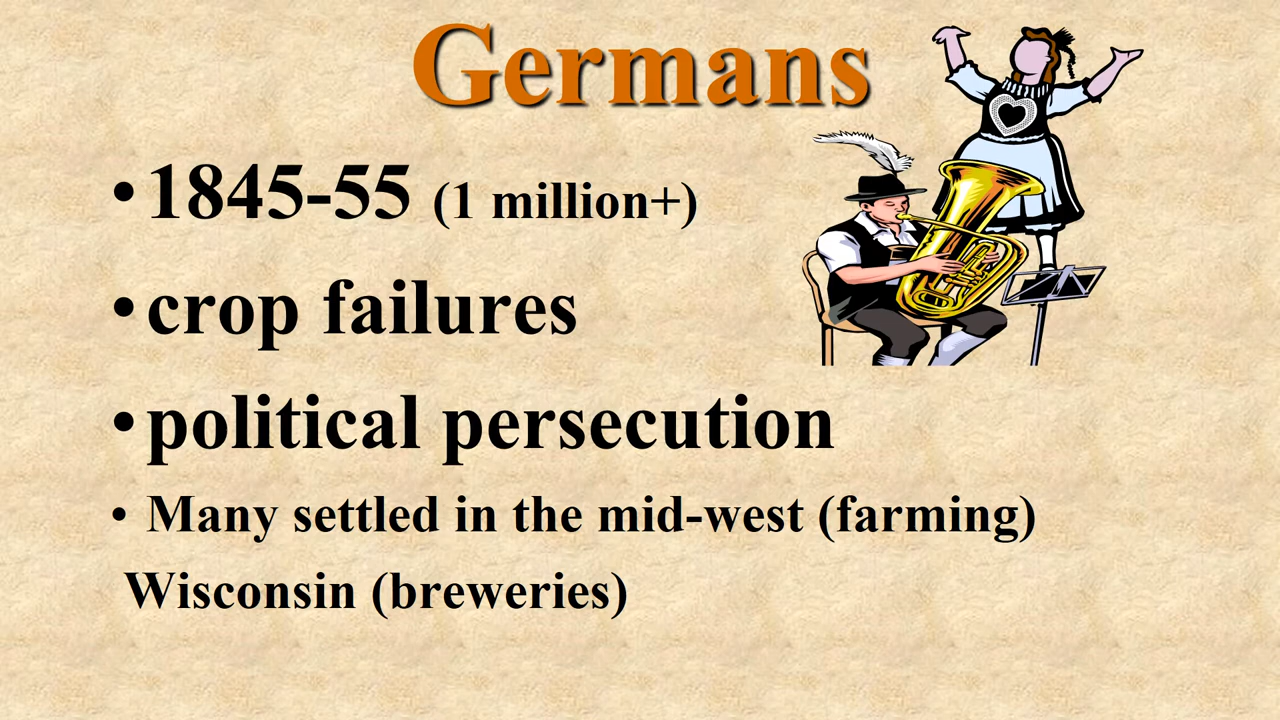 Germans
• 1845-55 (1 million+)
• crop failures
• political persecution
• Many settled in the mid-west (farming)
Wisconsin (breweries)